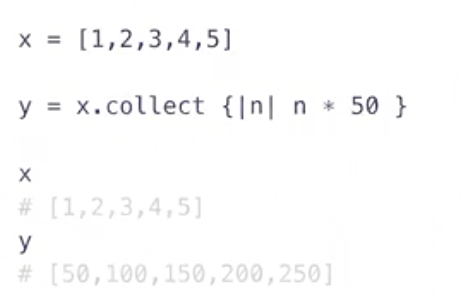 x = [1,2,3,4,5]
y = x.collect {|n| n * 50 }
x
# [1,2,3,4,5]
y
# [50,100,150,200,250]